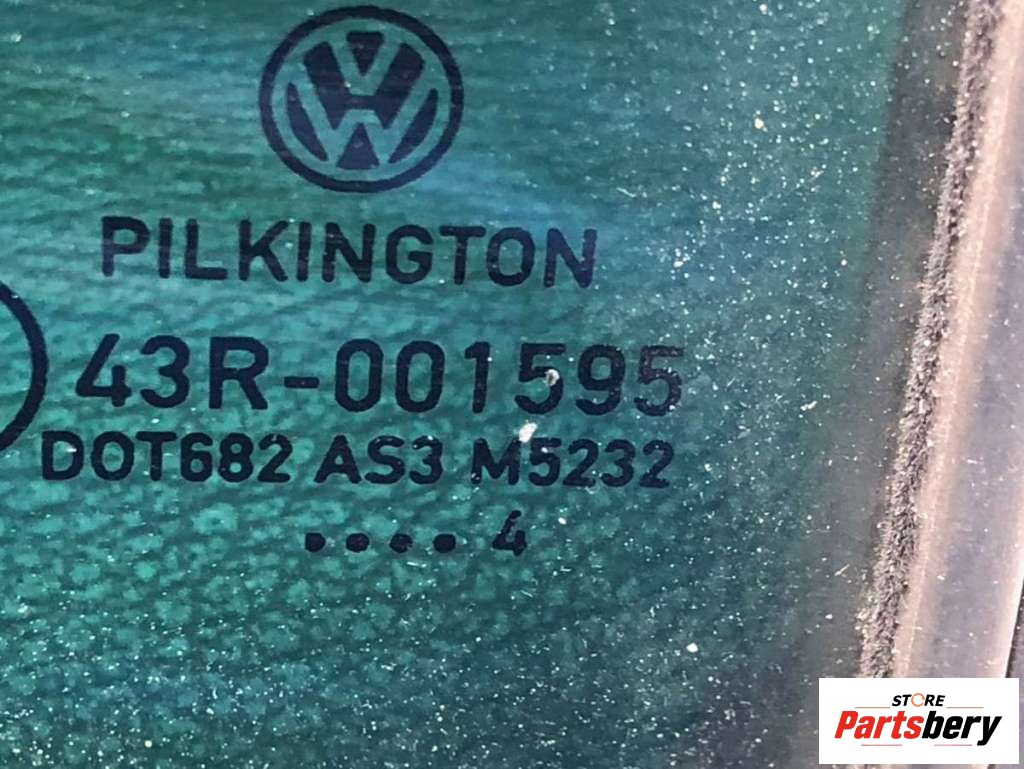 PILKINGTON
43R-001595
DOT682 AS3 M5232
.... 4
STORE
Partsbery